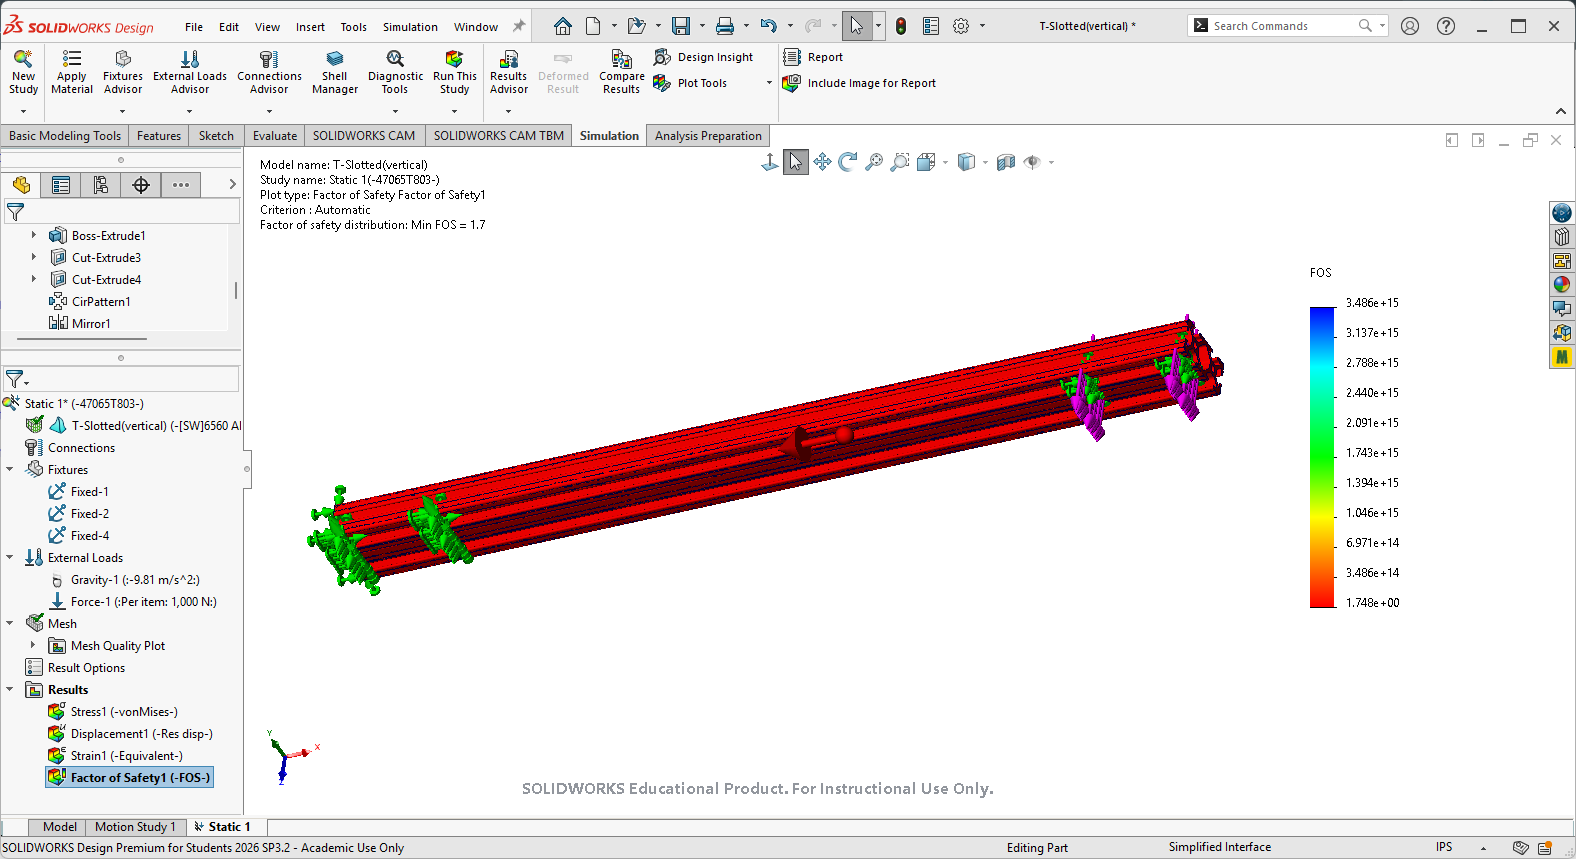 SOLIDWORKS Design
File Edit View Insert Tools Simulation Window
T-Slotted(vertical) *
Search Commands
New Study
Apply Material
Fixtures Advisor
External Loads Advisor
Connections Advisor
Shell Manager
Diagnostic Tools
Run This Study
Results Advisor
Deformed Result
Compare Results
Design Insight
Plot Tools
Report
Include Image for Report
Basic Modeling Tools Features Sketch Evaluate SOLIDWORKS CAM SOLIDWORKS CAM TBM Simulation Analysis Preparation
Model name: T-Slotted(vertical)
Study name: Static 1(-47065T803-)
Plot type: Factor of Safety Factor of Safety1
Criterion : Automatic
Factor of safety distribution: Min FOS = 1.7
Boss-Extrude1
Cut-Extrude3
Cut-Extrude4
CirPattern1
Mirror1
Static 1* (-47065T803-)
T-Slotted(vertical) (-[SW]6560 Al
Connections
Fixtures
Fixed-1
Fixed-2
Fixed-4
External Loads
Gravity-1 (:-9.81 m/s^2:)
Force-1 (:Per item: 1,000 N:)
Mesh
Mesh Quality Plot
Result Options
Results
Stress1 (-vonMises-)
Displacement1 (-Res disp-)
Strain1 (-Equivalent-)
Factor of Safety1 (-FOS-)
FOS
3.486e+15
3.137e+15
2.788e+15
2.440e+15
2.091e+15
1.743e+15
1.394e+15
1.046e+15
6.971e+14
3.486e+14
1.748e+00
Y
X
Z
M
SOLIDWORKS Educational Product. For Instructional Use Only.
Model Motion Study 1 Static 1
SOLIDWORKS Design Premium for Students 2026 SP3.2 - Academic Use Only
Editing Part
Simplified Interface
IPS